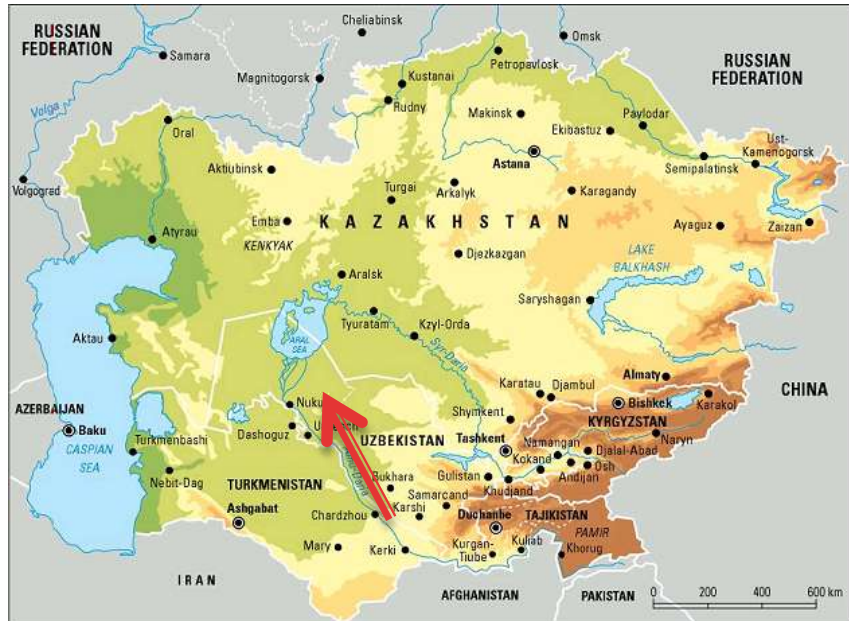 Cheliabinsk
Omsk
RUSSIAN
FEDERATION
Samara
Petropavlosk
RUSSIAN
FEDERATION
Magnitogorsk
Kustanai
Rudny
Volga
Makinsk
Pavlodar
Ekibastuz
Oral
Ust-
Kamenogorsk
Astana
Semipalatinsk
Aktiubinsk
Volgograd
Turgai
Arkalyk
Karagandy
Emba
KAZAKHSTAN
Ayaguz
Zaizan
Atyrau
KENKYAK
Djezkazgan
LAKE
BALKHASH
Aralsk
Saryshagan
Tyuratam
Kzyl-Orda
ARAL
SEA
Aktau
Syr-Daria
Karatau
Djambul
Almaty
CHINA
Bishkek
Karakol
AZERBAIJAN
Shymkent
KYRGYZSTAN
Baku
Dashoguz
UZBEKISTAN
Tashkent
Namangan
Naryn
CASPIAN
SEA
Turkmenbashi
Kokand
Djalal-Abad
Osh
Nebit-Dag
Gulistan
Andijan
TURKMENISTAN
Khudjand
Samarcand
Ashgabat
Chardzhou
Karshi
Duchanbe
TAJIKISTAN
PAMIR
Mary
Kerki
Kurgan-
Tiube
Kuliab
Khorug
IRAN
AFGHANISTAN
PAKISTAN
0 200 400 600 km